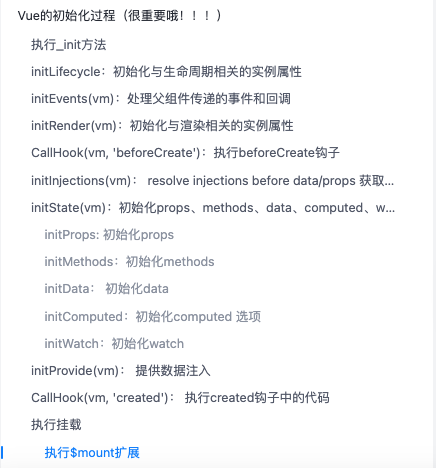 Vue的初始化过程（很重要哦！！！）
执行_init方法
initLifecycle：初始化与生命周期相关的实例属性
initEvents(vm)：处理父组件传递的事件和回调
initRender(vm)：初始化与渲染相关的实例属性
CallHook(vm, 'beforeCreate')：执行beforeCreate钩子
initInjections(vm)： resolve injections before data/props 获取...
initState(vm)：初始化props、methods、data、computed、w...
initProps: 初始化props
initMethods：初始化methods
initData： 初始化data
initComputed：初始化computed 选项
initWatch：初始化watch
initProvide(vm)： 提供数据注入
CallHook(vm, 'created')： 执行created钩子中的代码
执行挂载
执行$mount扩展